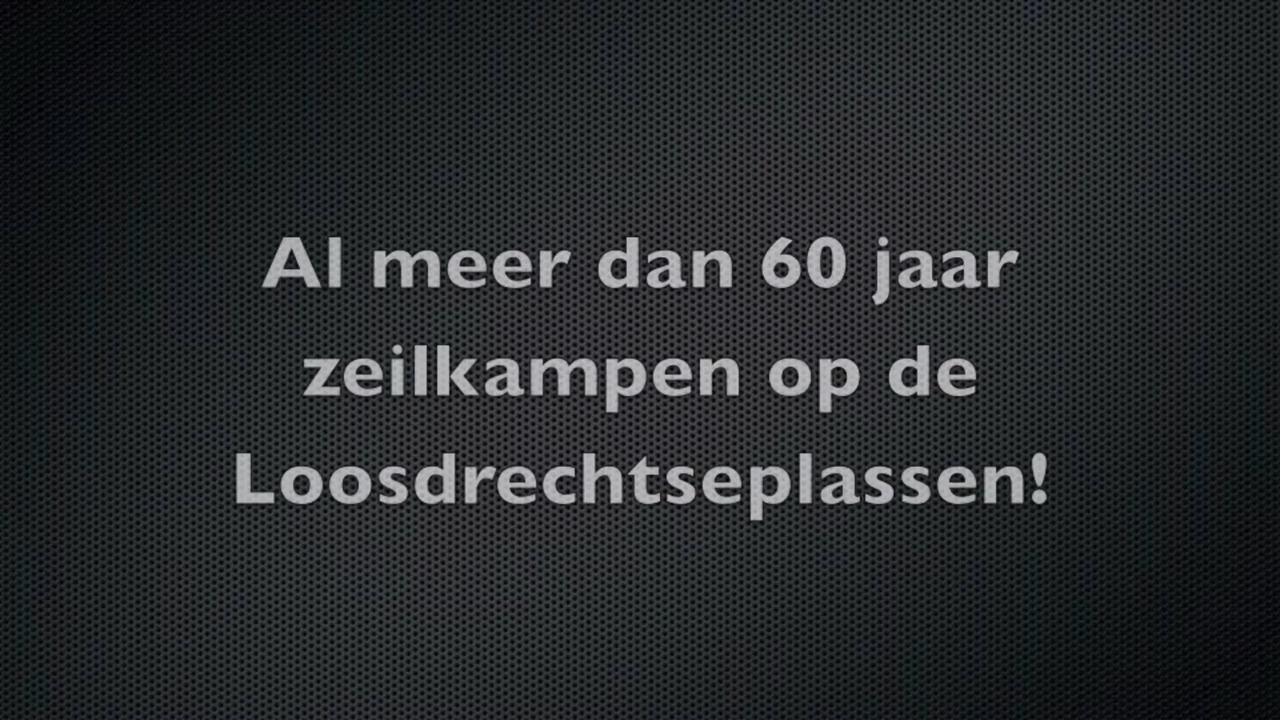 Al meer dan 60 jaar
zeilkampen op de
Loosdrechtseplassen!